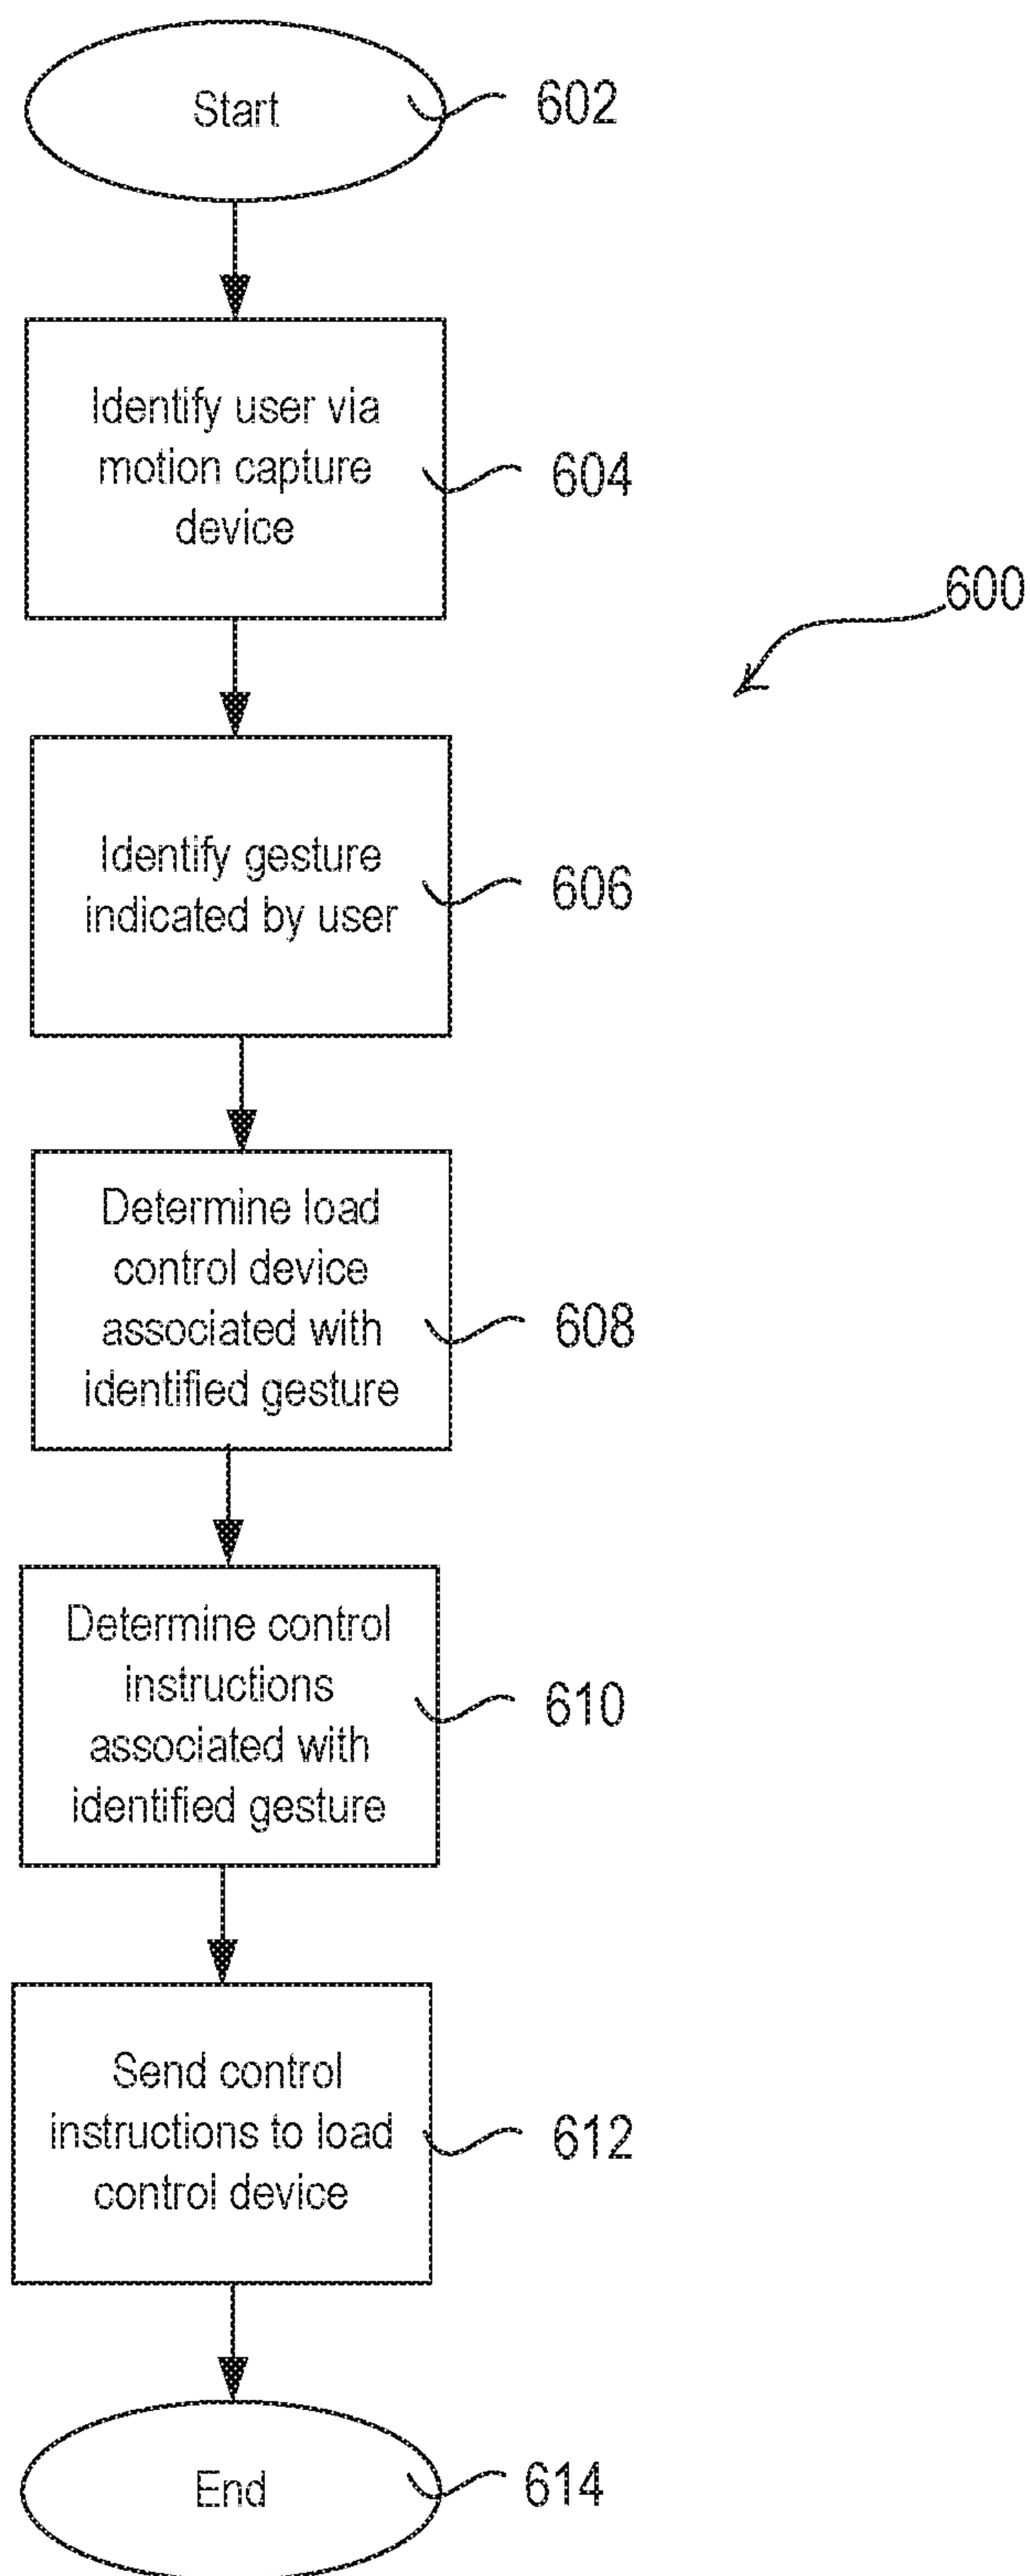 Start
602
Identify user via
motion capture
device
604
600
Identify gesture
indicated by user
606
Determine load
control device
associated with
identified gesture
608
Determine control
instructions
associated with
identified gesture
610
Send control
instructions to load
control device
612
End
614